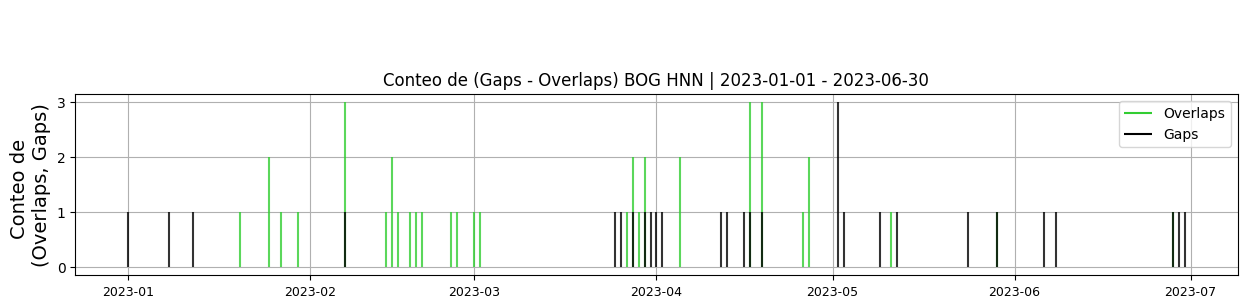 Conteo de (Gaps - Overlaps) BOG HNN | 2023-01-01 - 2023-06-30
Conteo de
(Overlaps, Gaps)
3
2
1
0
Overlaps
Gaps
2023-01
2023-02
2023-03
2023-04
2023-05
2023-06
2023-07